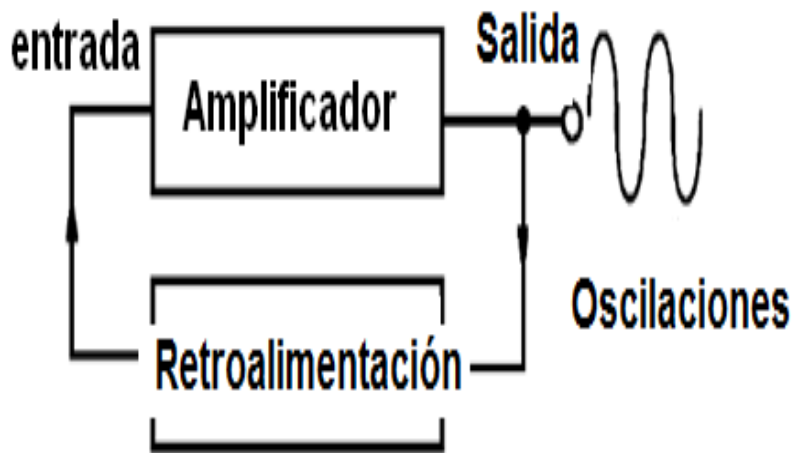 entrada
Amplificador
Salida
Oscilaciones
Retroalimentación